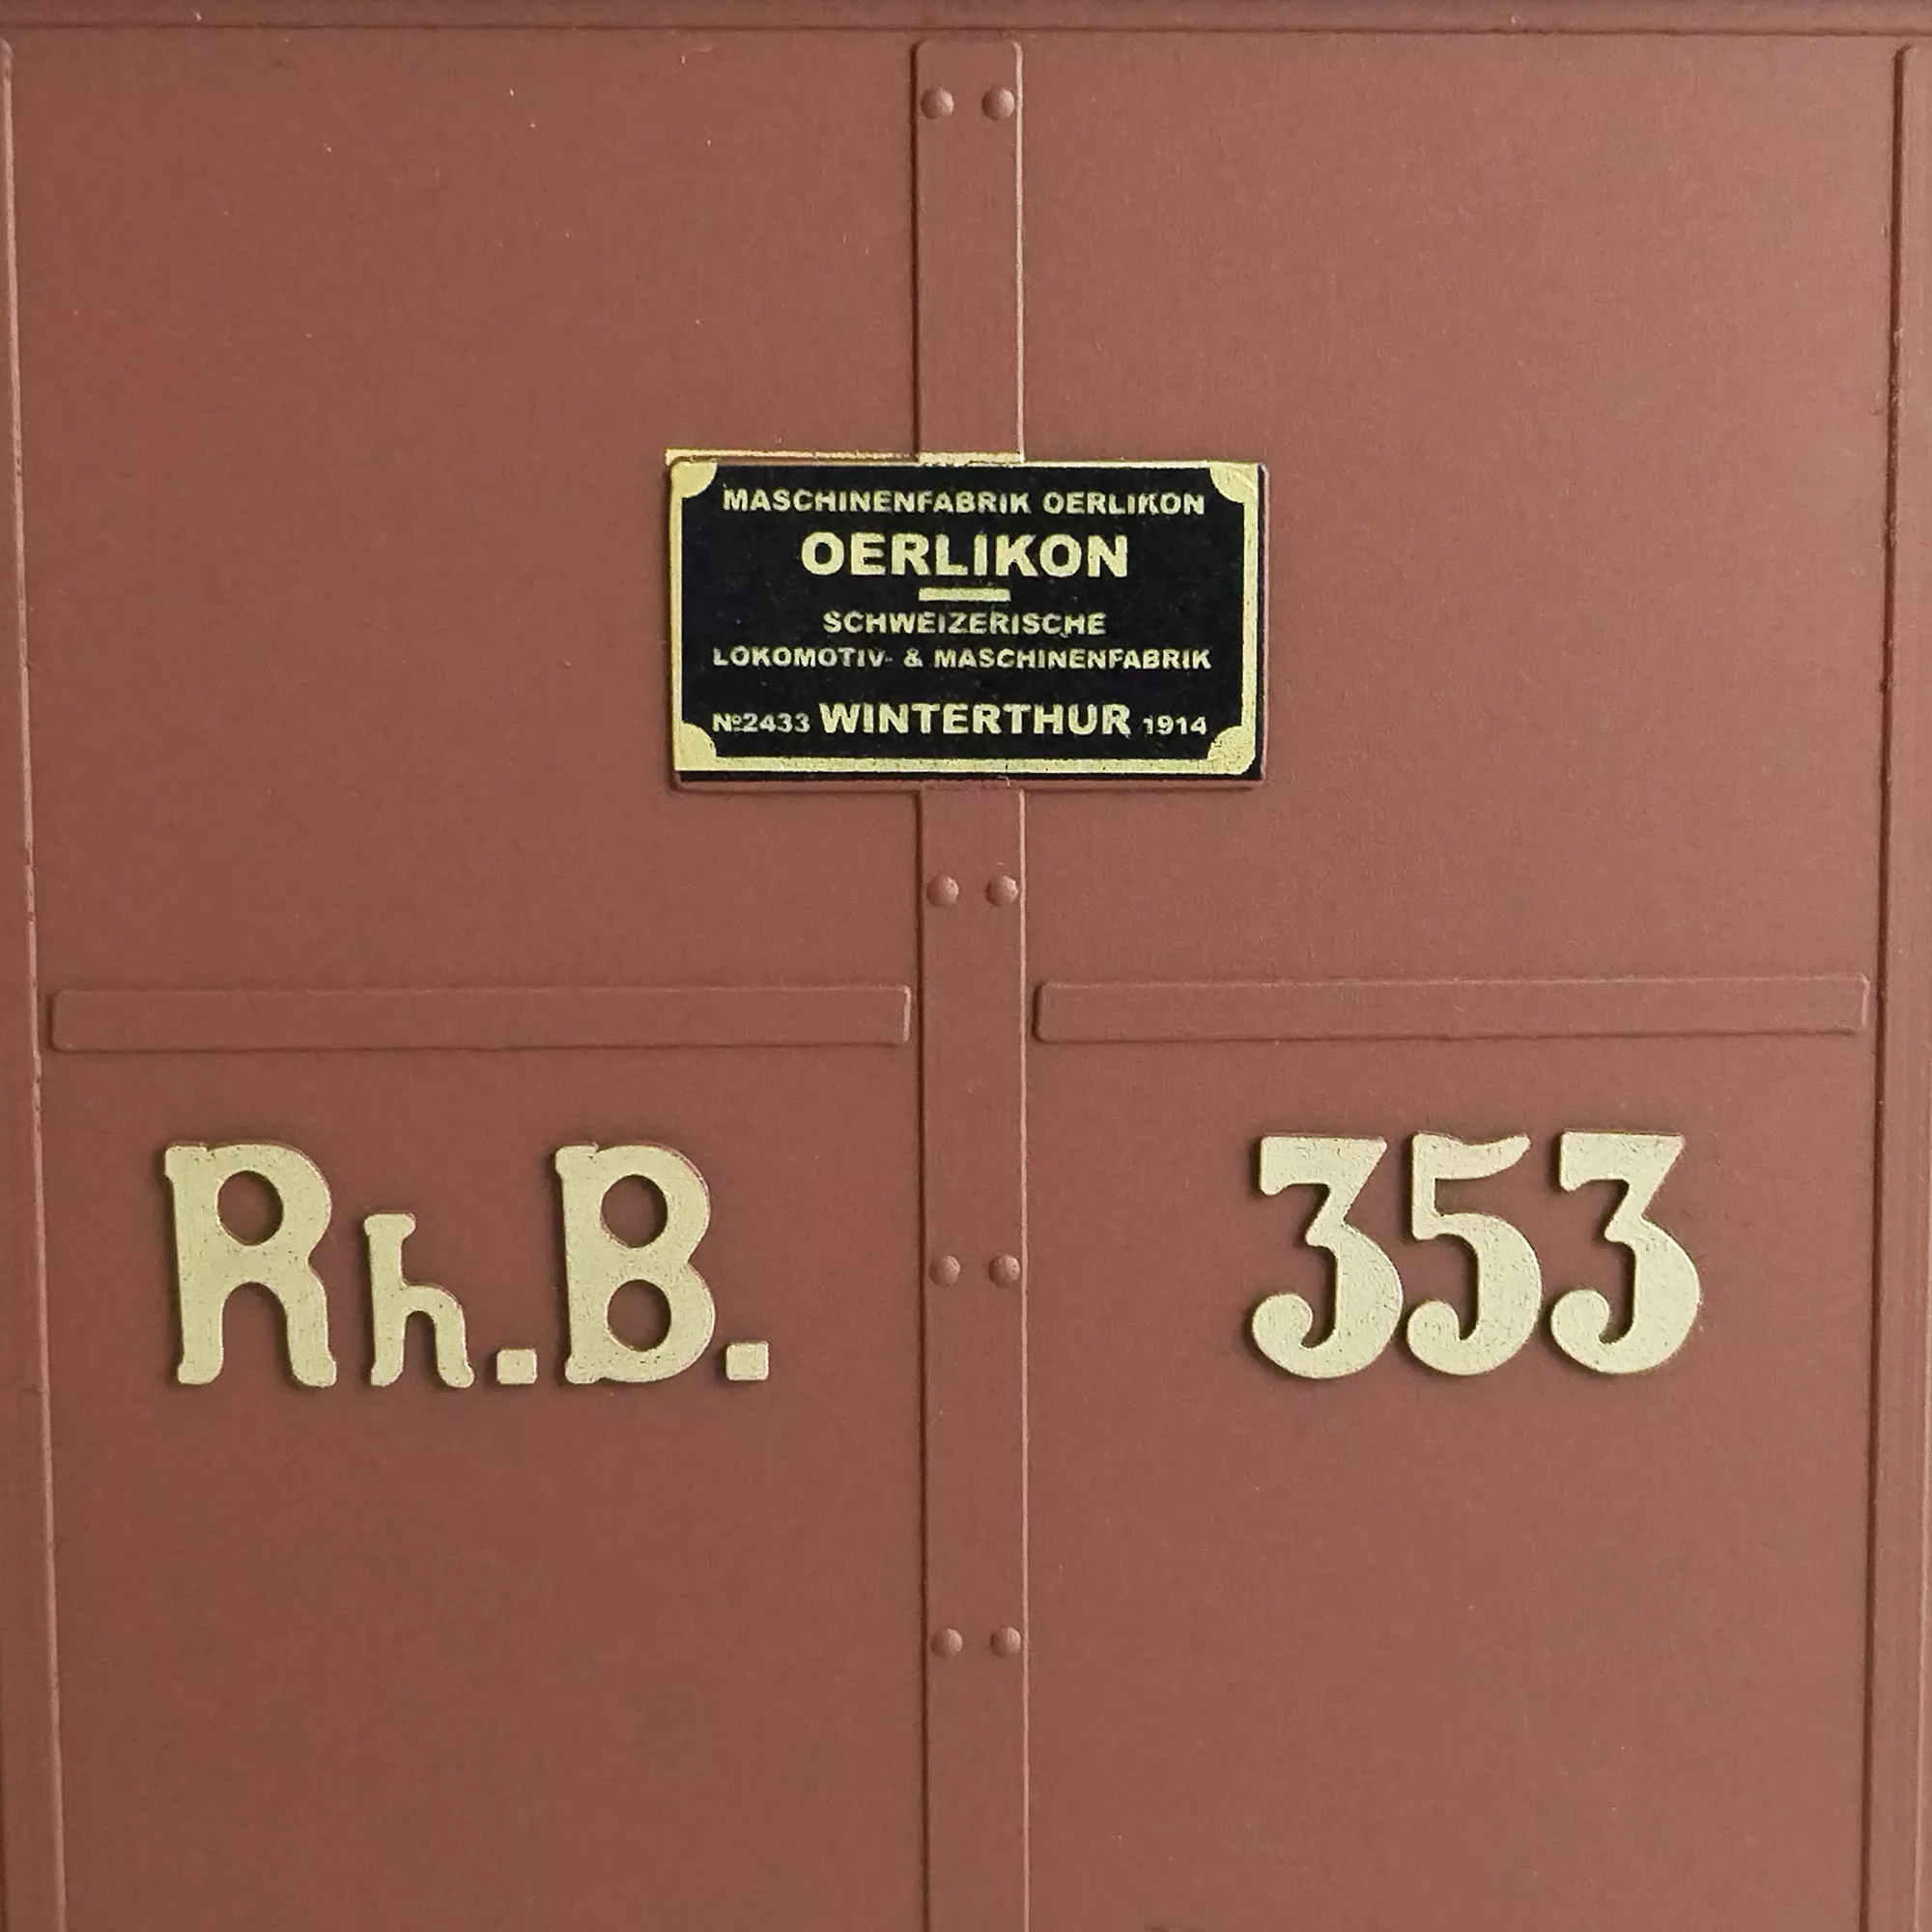 MASCHINENFABRIK OERLIKON
OERLIKON
SCHWEIZERISCHE
LOKOMOTIV- & MASCHINENFABRIK
Nº2433 WINTERTHUR 1914
Rh.B. 353